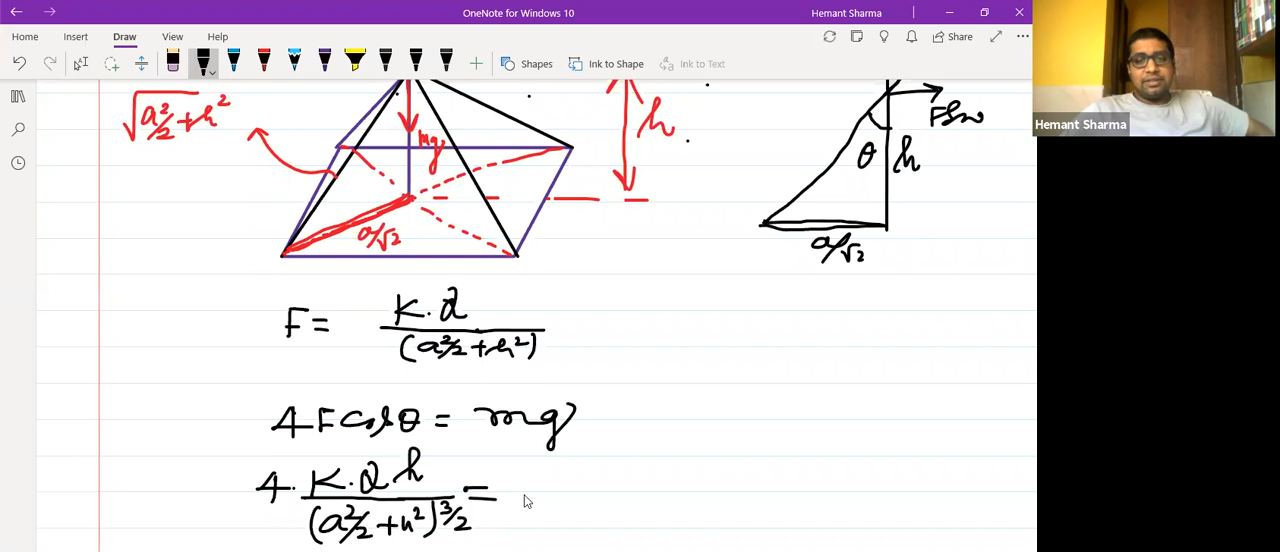 OneNote for Windows 10
Hemant Sharma
Home Insert Draw View Help
Share
Shapes Ink to Shape Ink to Text
√(a²/2 + h²)
mg
h
a/√2
θ
h
a/√2
Hemant Sharma
F = K.Q/(a²/2 + h²)
4 F cosθ = mg
4. K.Q h/(a²/2 + h²)^3/2 =